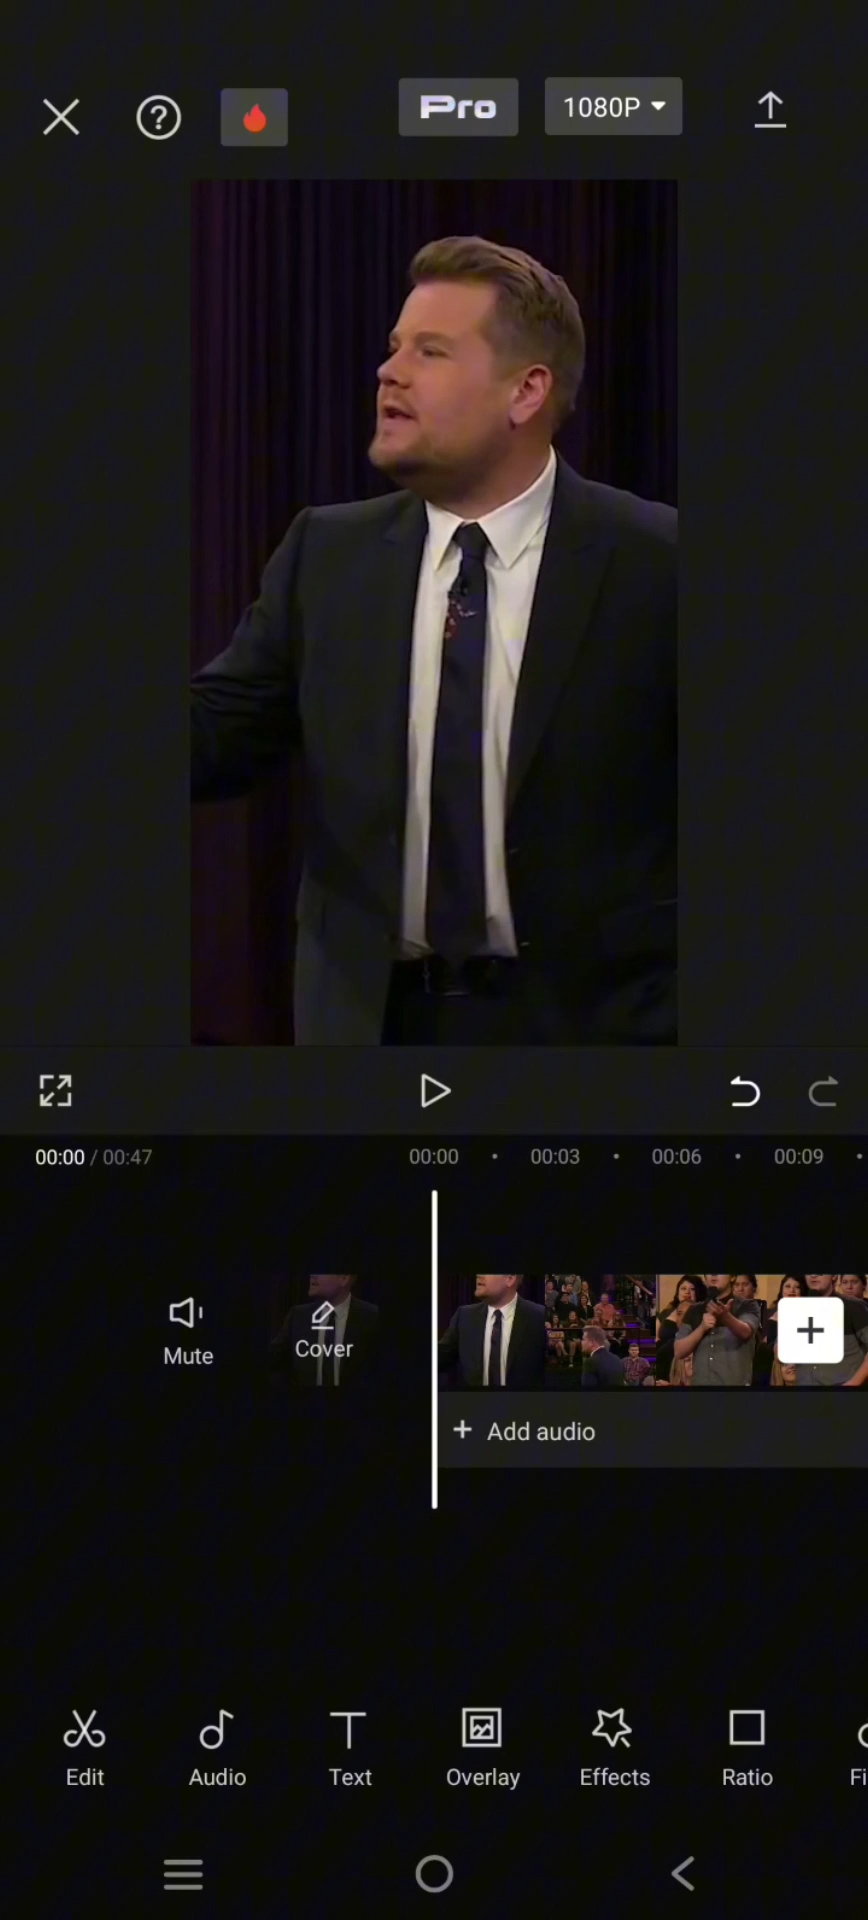 Pro
1080P
00:00 / 00:47
00:00
00:03
00:06
00:09
Mute
Cover
+ Add audio
Edit
Audio
Text
Overlay
Effects
Ratio
Fi